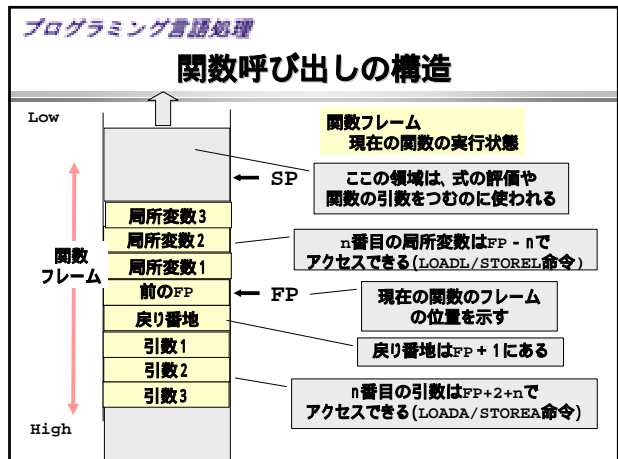 プログラミング言語処理
関数呼び出しの構造
Low
関数フレーム
現在の関数の実行状態
SP
ここの領域は、式の評価や
関数の引数をつむのに使われる
局所変数3
局所変数2
局所変数1
n番目の局所変数はFP - nで
アクセスできる(LOADL/STOREL命令)
関数
フレーム
前のFP
FP
現在の関数のフレーム
の位置を示す
戻り番地
戻り番地はFP + 1にある
引数1
引数2
引数3
n番目の引数はFP+2+nで
アクセスできる(LOADA/STOREA命令)
High